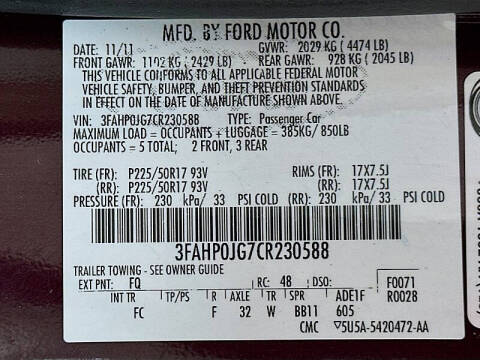 MFD. BY FORD MOTOR CO.
DATE: 11/11 GVWR: 2029 KG ( 4474 LB)
FRONT GAWR: 1102 KG ( 2429 LB) REAR GAWR: 928 KG ( 2045 LB)
THIS VEHICLE CONFORMS TO ALL APPLICABLE FEDERAL MOTOR
VEHICLE SAFETY, BUMPER, AND THEFT PREVENTION STANDARDS
IN EFFECT ON THE DATE OF MANUFACTURE SHOWN ABOVE.
VIN: 3FAHP0JG7CR230588 TYPE: Passenger Car
MAXIMUM LOAD = OCCUPANTS + LUGGAGE = 385KG/ 850LB
OCCUPANTS = 5 TOTAL; 2 FRONT, 3 REAR
TIRE (FR): P225/50R17 93V RIMS (FR): 17X7.5J
(RR): P225/50R17 93V (RR): 17X7.5J
PRESSURE (FR): 230 kPa/ 33 PSI COLD (RR): 230 kPa/ 33 PSI COLD
3FAHP0JG7CR230588
TRAILER TOWING - SEE OWNER GUIDE
EXT PNT: FQ RC: 48 DSO: F0071
INT TR TP/PS R AXLE TR SPR ADE1F R0028
FC F 32 W BB11 605
CMC 5U5A-5420472-AA